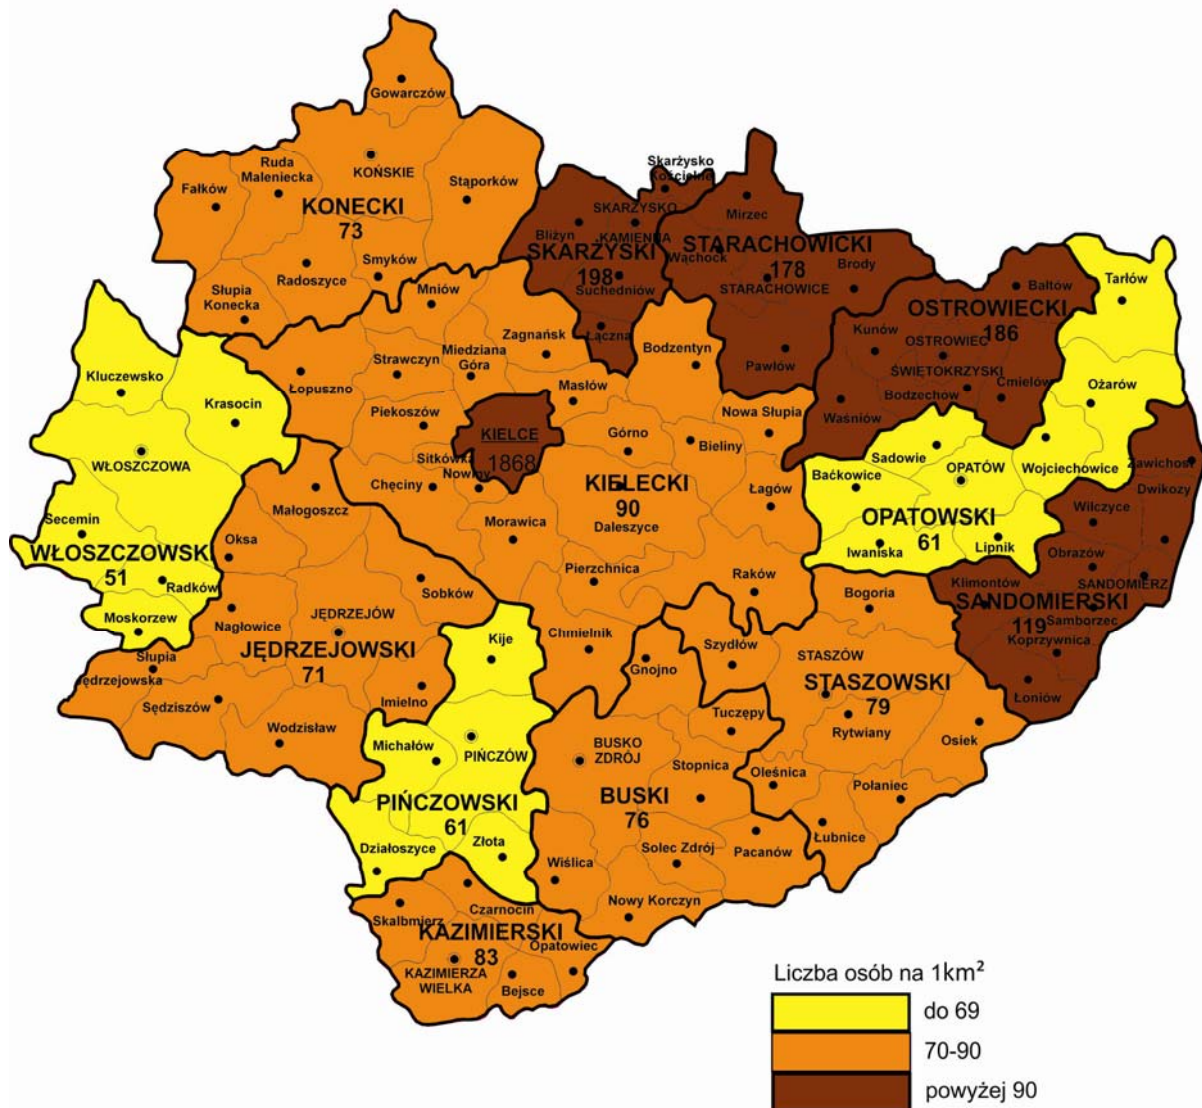 Gowarczów
Ruda
Maleniecka
KOŃSKIE
Fałków
Stąporków
KONECKI
73
Radoszyce
Smyków
Słupia
Konecka
Skarżysko
Kościelne
SKARŻYSKO
KAMIENNA
Bliżyn
SKARŻYSKI
198
Suchedniów
Łączna
Mirzec
STARACHOWICKI
178
Wąchock
Brody
STARACHOWICE
Pawłów
Bałtów
OSTROWIECKI
186
Kunów
OSTROWIEC
ŚWIĘTOKRZYSKI
Bodzechów
Ćmielów
Waśniów
Tarłów
Ożarów
Sadowie
OPATÓW
Wojciechowice
Baćkowice
OPATOWSKI
61
Iwaniska
Lipnik
Zawichost
Dwikozy
Wilczyce
Obrazów
Klimontów
SANDOMIERZ
SANDOMIERSKI
119
Samborzec
Koprzywnica
Łoniów
Mniów
Zagnańsk
Strawczyn
Miedziana
Góra
Bodzentyn
Łopuszno
Masłów
Piekoszów
Nowa Słupia
KIELCE
1868
Górno
Bieliny
Sitkówka
Nowiny
Chęciny
KIELECKI
90
Daleszyce
Łagów
Morawica
Pierzchnica
Raków
Chmielnik
Kluczewsko
Krasocin
WŁOSZCZOWA
Secemin
WŁOSZCZOWSKI
51
Radków
Moskorzew
Małogoszcz
Oksa
Sobków
JĘDRZEJÓW
Nagłowice
JĘDRZEJOWSKI
71
Słupia
Jędrzejowska
Imielno
Sędziszów
Wodzisław
Kije
Michałów
PIŃCZÓW
PIŃCZOWSKI
61
Działoszyce
Złota
Gnojno
Tuczępy
BUSKO
ZDRÓJ
Stopnica
BUSKI
76
Solec Zdrój
Pacanów
Wiślica
Nowy Korczyn
Bogoria
Szydłów
STASZÓW
STASZOWSKI
79
Rytwiany
Osiek
Oleśnica
Połaniec
Łubnice
Czarnocin
Skalbmierz
KAZIMIERSKI
83
Opatowiec
KAZIMIERZA
WIELKA
Bejsce
Liczba osób na 1km²
do 69
70-90
powyżej 90